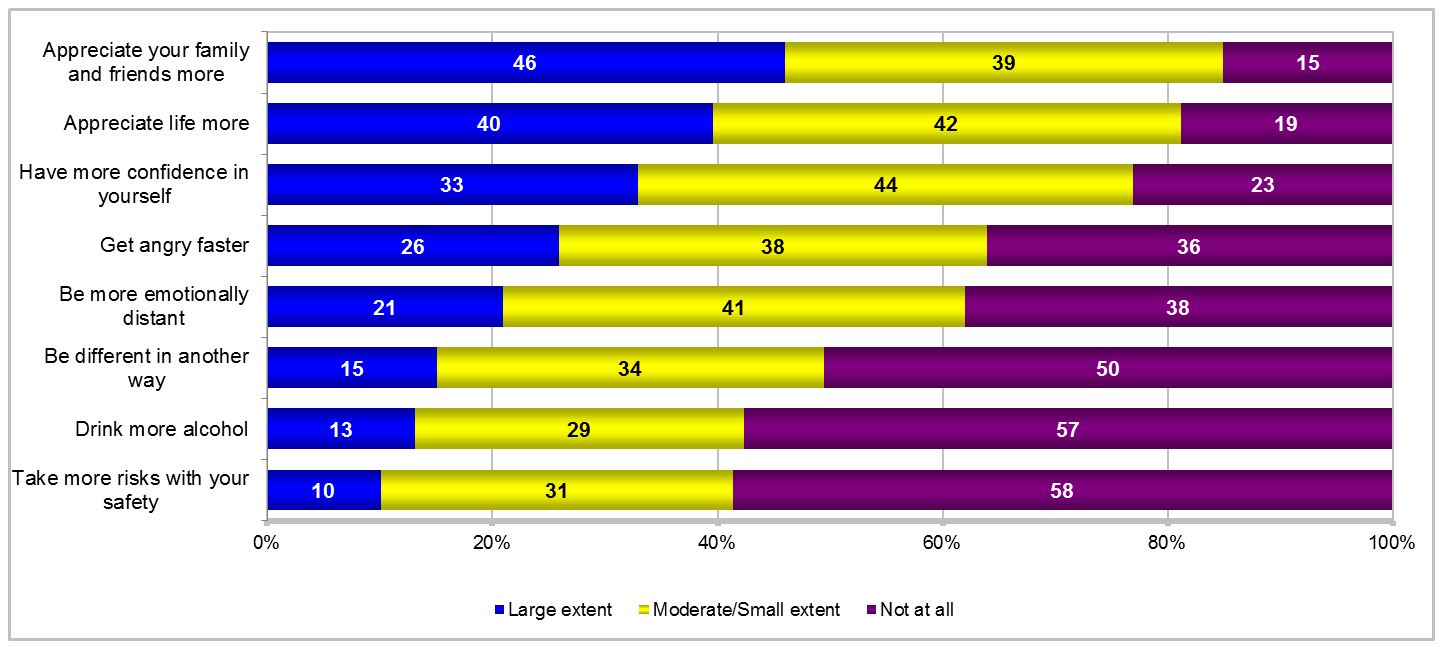 Appreciate your family
and friends more
46 39 15
Appreciate life more
40 42 19
Have more confidence in
yourself
33 44 23
Get angry faster
26 38 36
Be more emotionally
distant
21 41 38
Be different in another
way
15 34 50
Drink more alcohol
13 29 57
Take more risks with your
safety
10 31 58
0% 20% 40% 60% 80% 100%
Large extent Moderate/Small extent Not at all